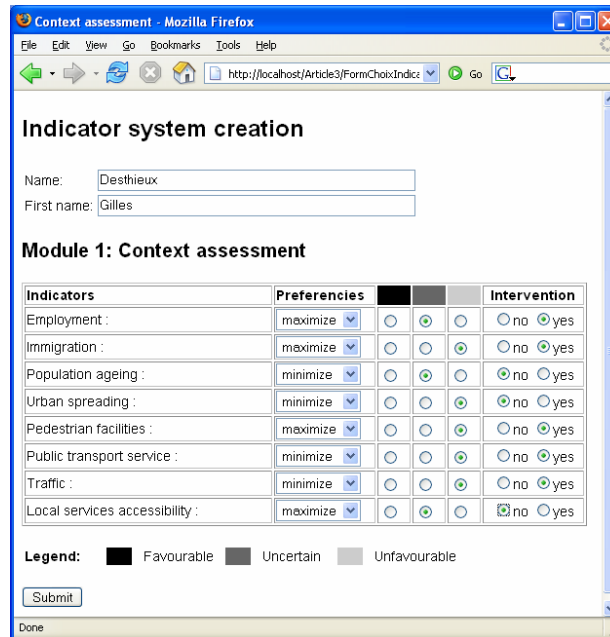 Context assessment - Mozilla Firefox
File Edit View Go Bookmarks Tools Help
http://localhost/Article3/FormChoixIndica Go G
Indicator system creation
Name: Desthieux
First name: Gilles
Module 1: Context assessment
Indicators Preferencies Intervention
Employment : maximize no yes
Immigration : maximize no yes
Population ageing : minimize no yes
Urban spreading : minimize no yes
Pedestrian facilities : maximize no yes
Public transport service : minimize no yes
Traffic : minimize no yes
Local services accessibility : maximize no yes
Legend: Favourable Uncertain Unfavourable
Submit
Done